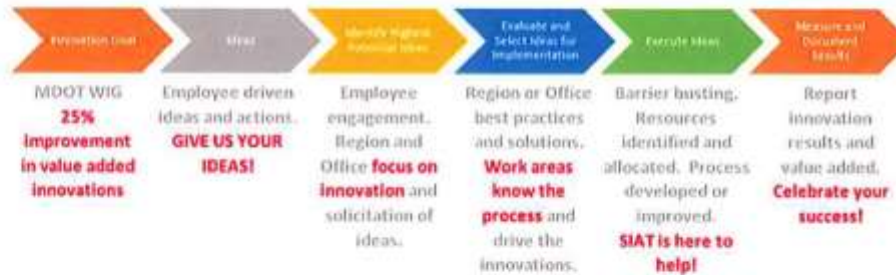 Innovation Goal
Ideas
Identify Highest
Potential Ideas
Evaluate and
Select Ideas for
Implementation
Execute Ideas
Measure and
Document
Results
MDOT WIG
25%
improvement
in value added
innovations
Employee driven
ideas and actions.
GIVE US YOUR
IDEAS!
Employee
engagement.
Region and
Office focus on
innovation and
solicitation of
ideas.
Region or Office
best practices
and solutions.
Work areas
know the
process and
drive the
innovations.
Barrier busting.
Resources
identified and
allocated. Process
developed or
improved.
SIAT is here to
help!
Report
innovation
results and
value added.
Celebrate your
success!